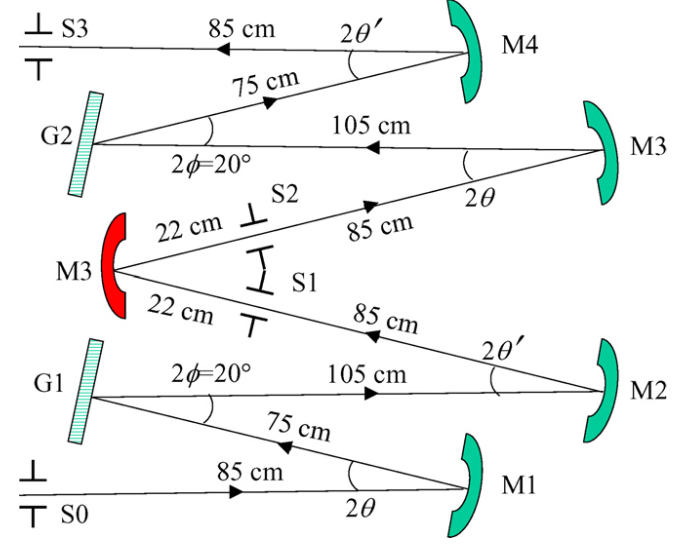 S3
85 cm
2θ′
M4
75 cm
G2
105 cm
M3
2ϕ=20°
2θ
S2
22 cm
85 cm
M3
S1
22 cm
85 cm
2θ′
G1
2ϕ=20°
105 cm
M2
75 cm
85 cm
M1
S0
2θ